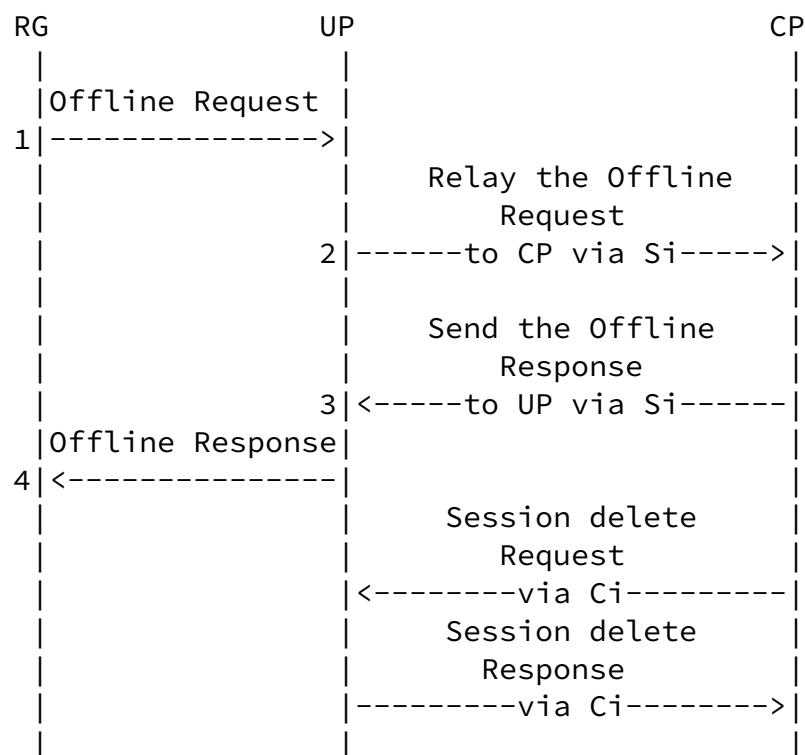 RG UP CP
Offline Request
1|--------------->|
Relay the Offline
Request
2|------to CP via Si----->|
Send the Offline
Response
3|<-----to UP via Si------|
Offline Response
4|<---------------|
Session delete
Request
|<--------via Ci---------|
Session delete
Response
|---------via Ci-------->|